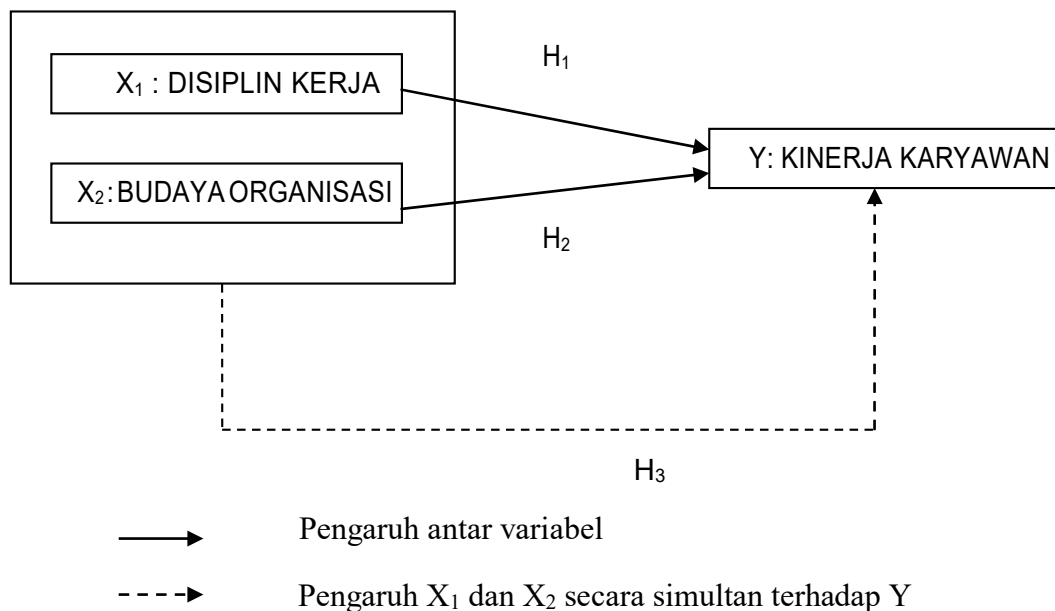 H₁
X₁ : DISIPLIN KERJA
Y: KINERJA KARYAWAN
X₂: BUDAYA ORGANISASI
H₂
H₃
Pengaruh antar variabel
Pengaruh X₁ dan X₂ secara simultan terhadap Y